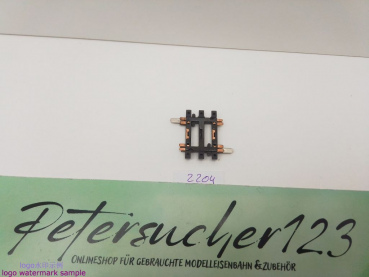 2204
Petersucher123
ONLINESHOP FÜR GEBRAUCHTE MODELLEISENBAHN & ZUBEHÖR
logo watermark sample